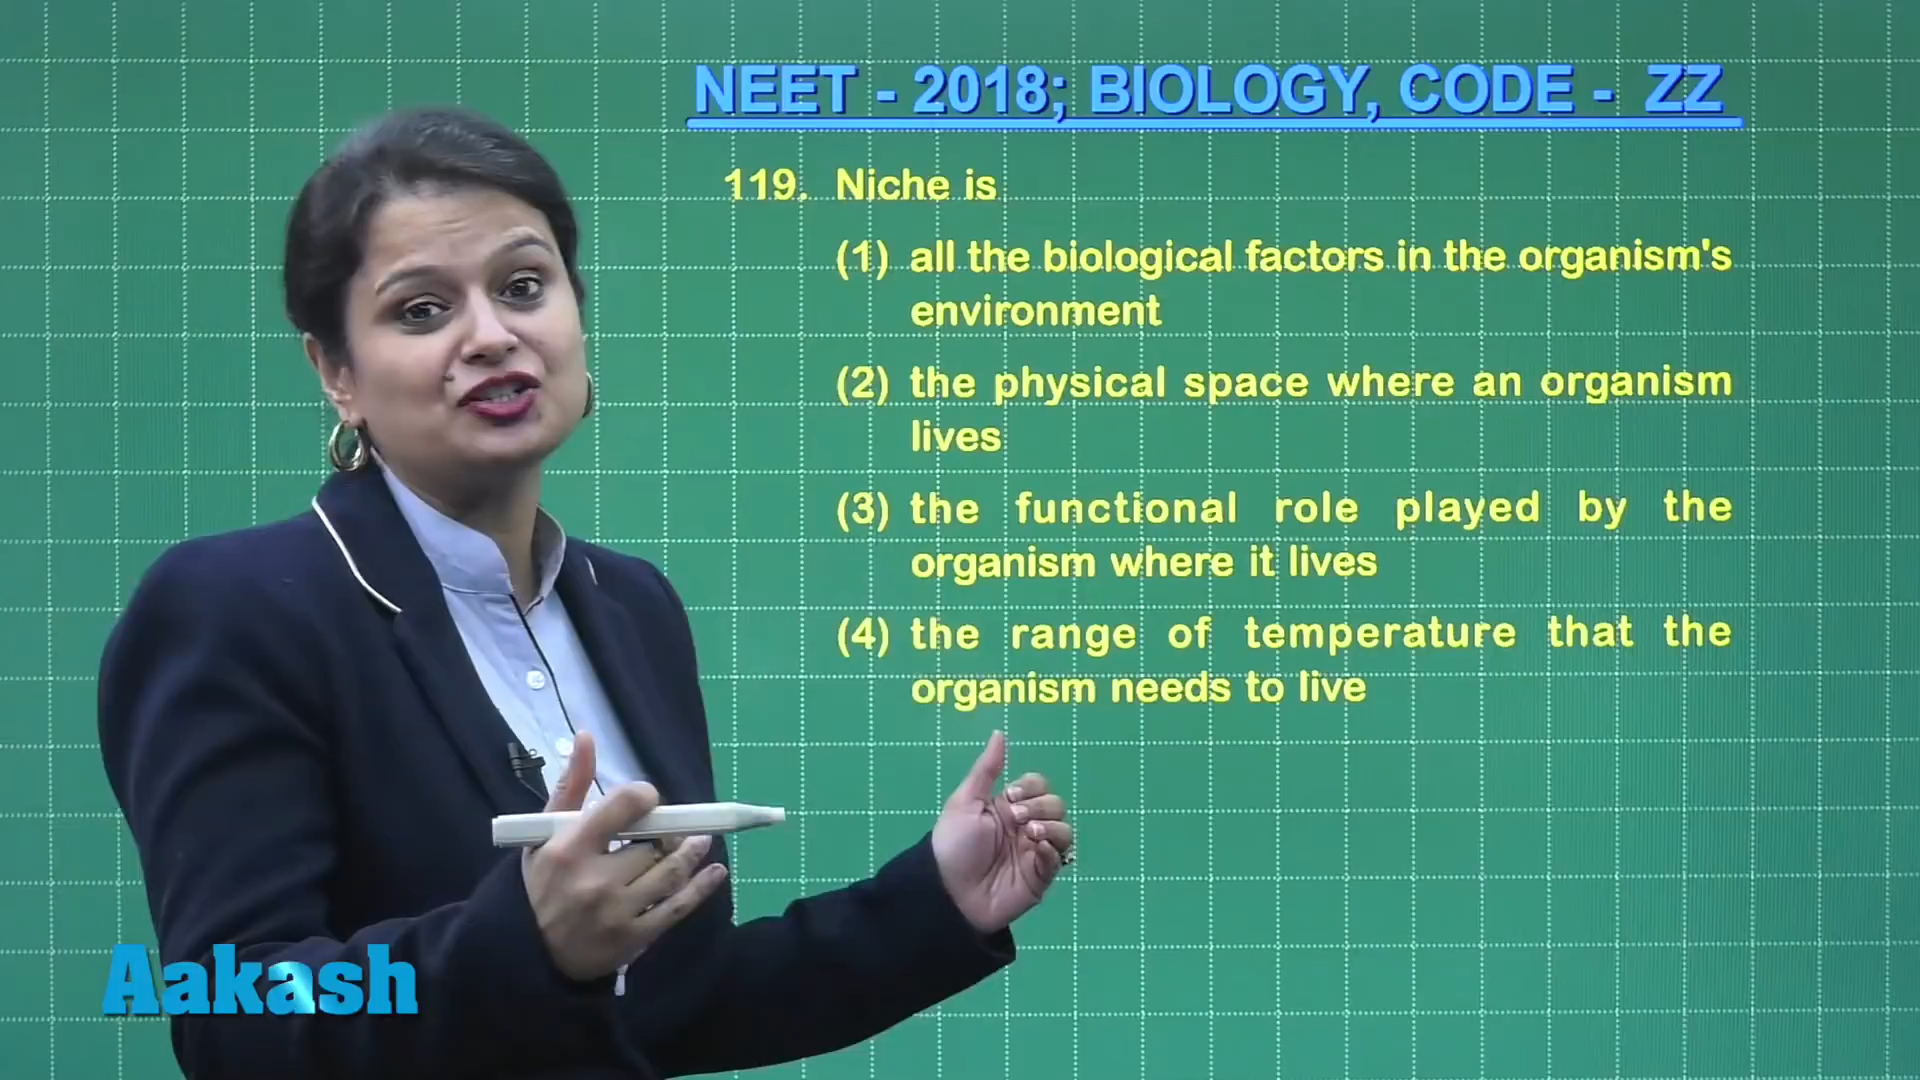 NEET - 2018; BIOLOGY, CODE - ZZ
119. Niche is
(1) all the biological factors in the organism's
environment
(2) the physical space where an organism
lives
(3) the functional role played by the
organism where it lives
(4) the range of temperature that the
organism needs to live
Aakash